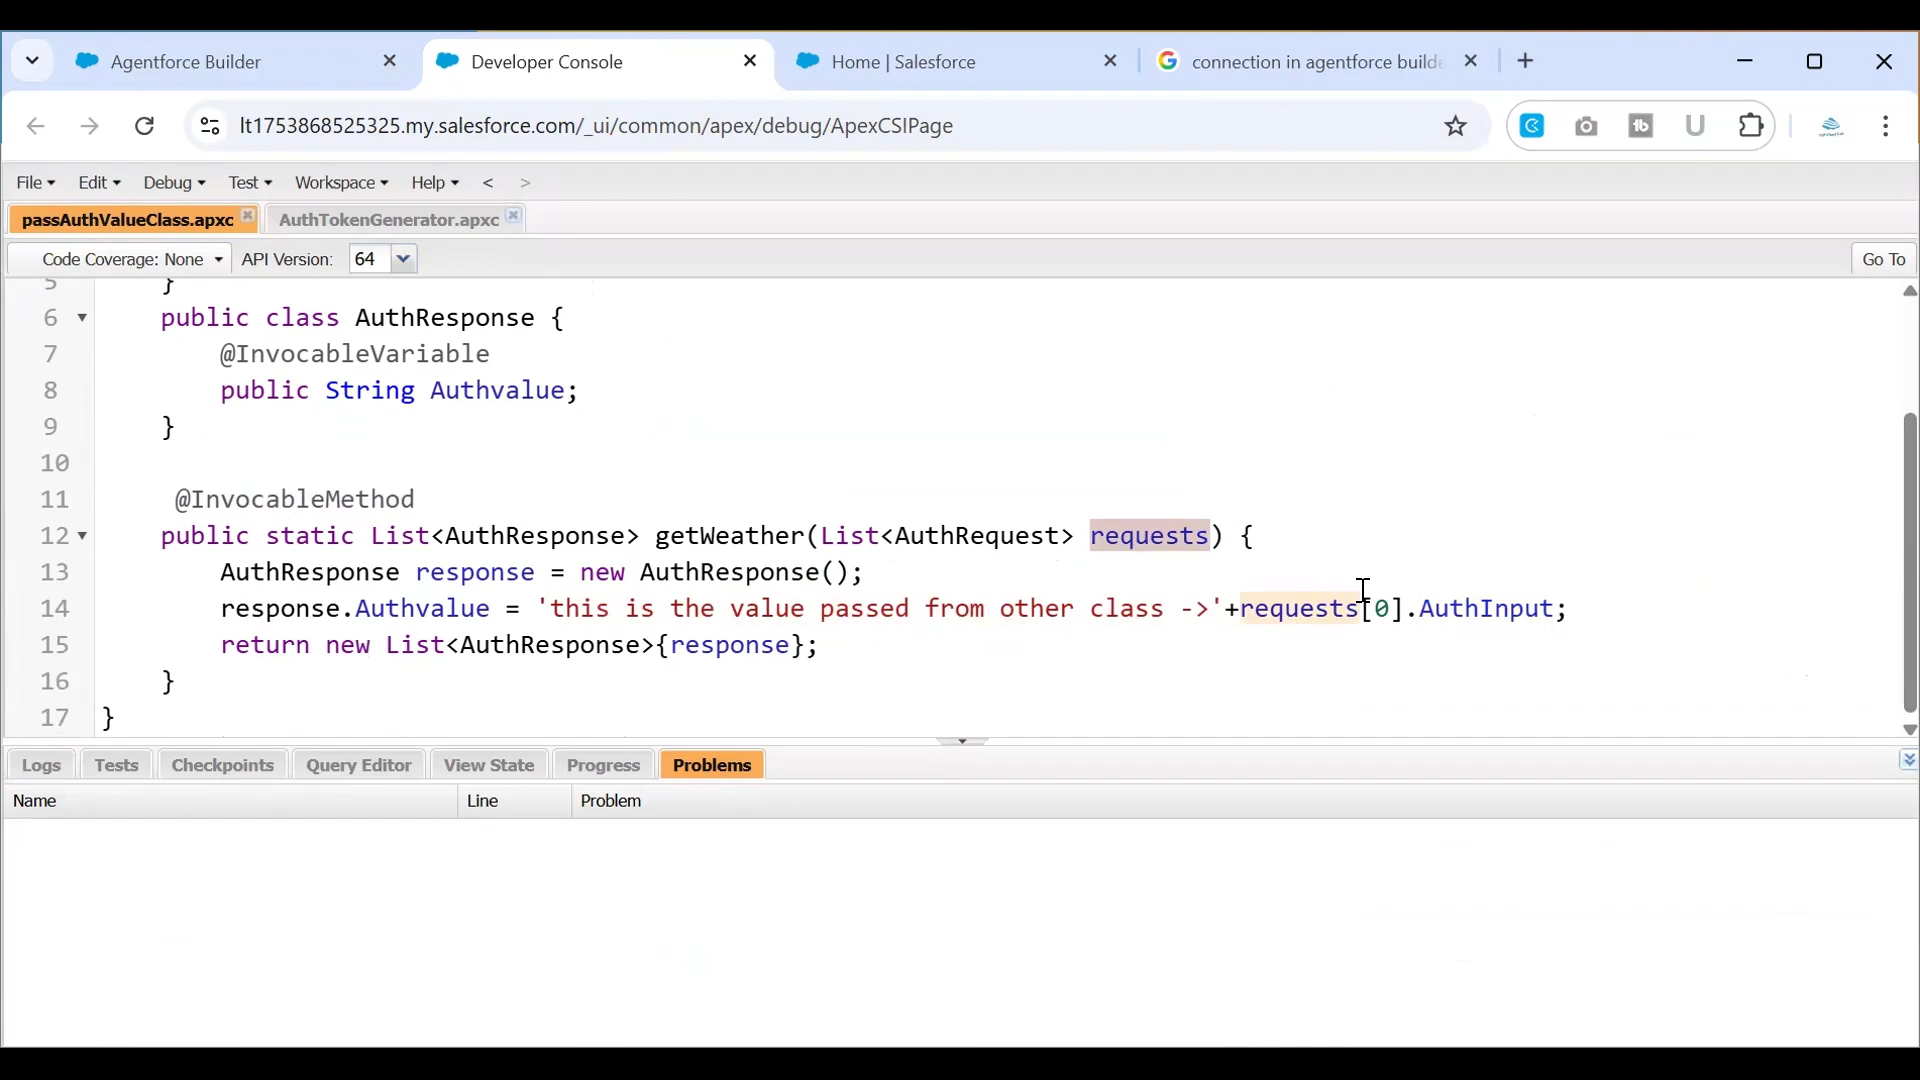 Agentforce Builder
Developer Console
Home | Salesforce
connection in agentforce builde
lt1753868525325.my.salesforce.com/_ui/common/apex/debug/ApexCSIPage
File Edit Debug Test Workspace Help < >
passAuthValueClass.apxc AuthTokenGenerator.apxc
Code Coverage: None API Version: 64 Go To
5 }
6 public class AuthResponse {
7 @InvocableVariable
8 public String Authvalue;
9 }
10
11 @InvocableMethod
12 public static List<AuthResponse> getWeather(List<AuthRequest> requests) {
13 AuthResponse response = new AuthResponse();
14 response.Authvalue = 'this is the value passed from other class ->'+requests[0].AuthInput;
15 return new List<AuthResponse>{response};
16 }
17 }
Logs Tests Checkpoints Query Editor View State Progress Problems
Name Line Problem